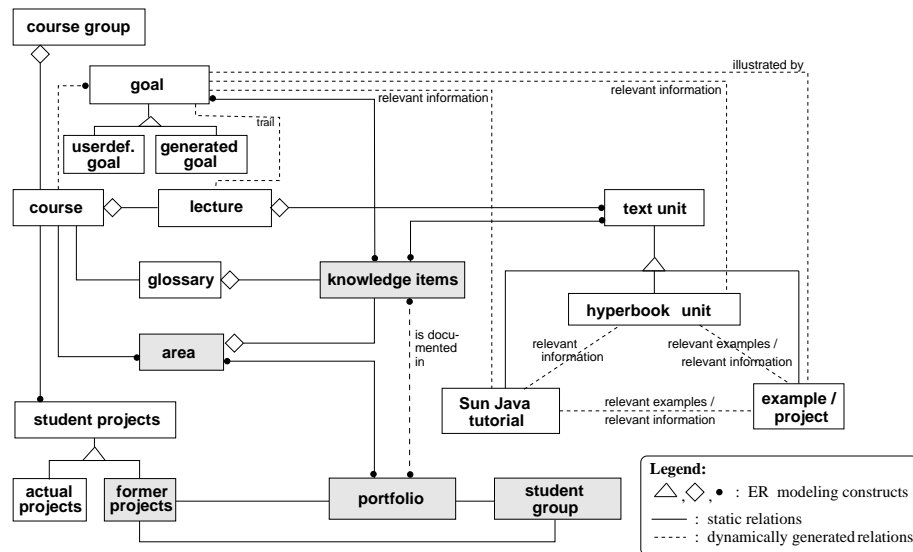 course group
illustrated by
goal
relevant information
relevant information
trail
userdef.
goal
generated
goal
course
lecture
text unit
glossary
knowledge items
hyperbook unit
is docu-
mented
in
relevant
information
relevant examples /
relevant information
area
Sun Java
tutorial
relevant examples /
relevant information
example /
project
student projects
actual
projects
former
projects
portfolio
student
group
Legend:
, , : ER modeling constructs
: static relations
: dynamically generated relations